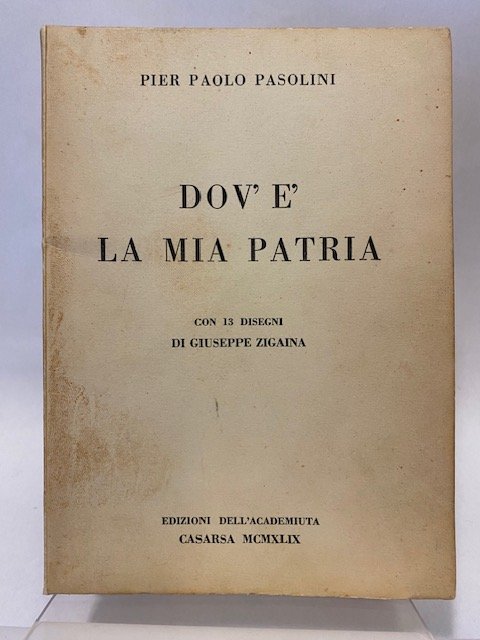 PIER PAOLO PASOLINI
DOV' E'
LA MIA PATRIA
CON 13 DISEGNI
DI GIUSEPPE ZIGAINA
EDIZIONI DELL'ACADEMIUTA
CASARSA MCMXLIX